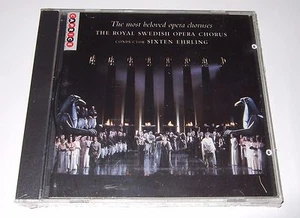 The most beloved opera choruses
THE ROYAL SWEDISH OPERA CHORUS
CONDUCTOR SIXTEN EHRLING